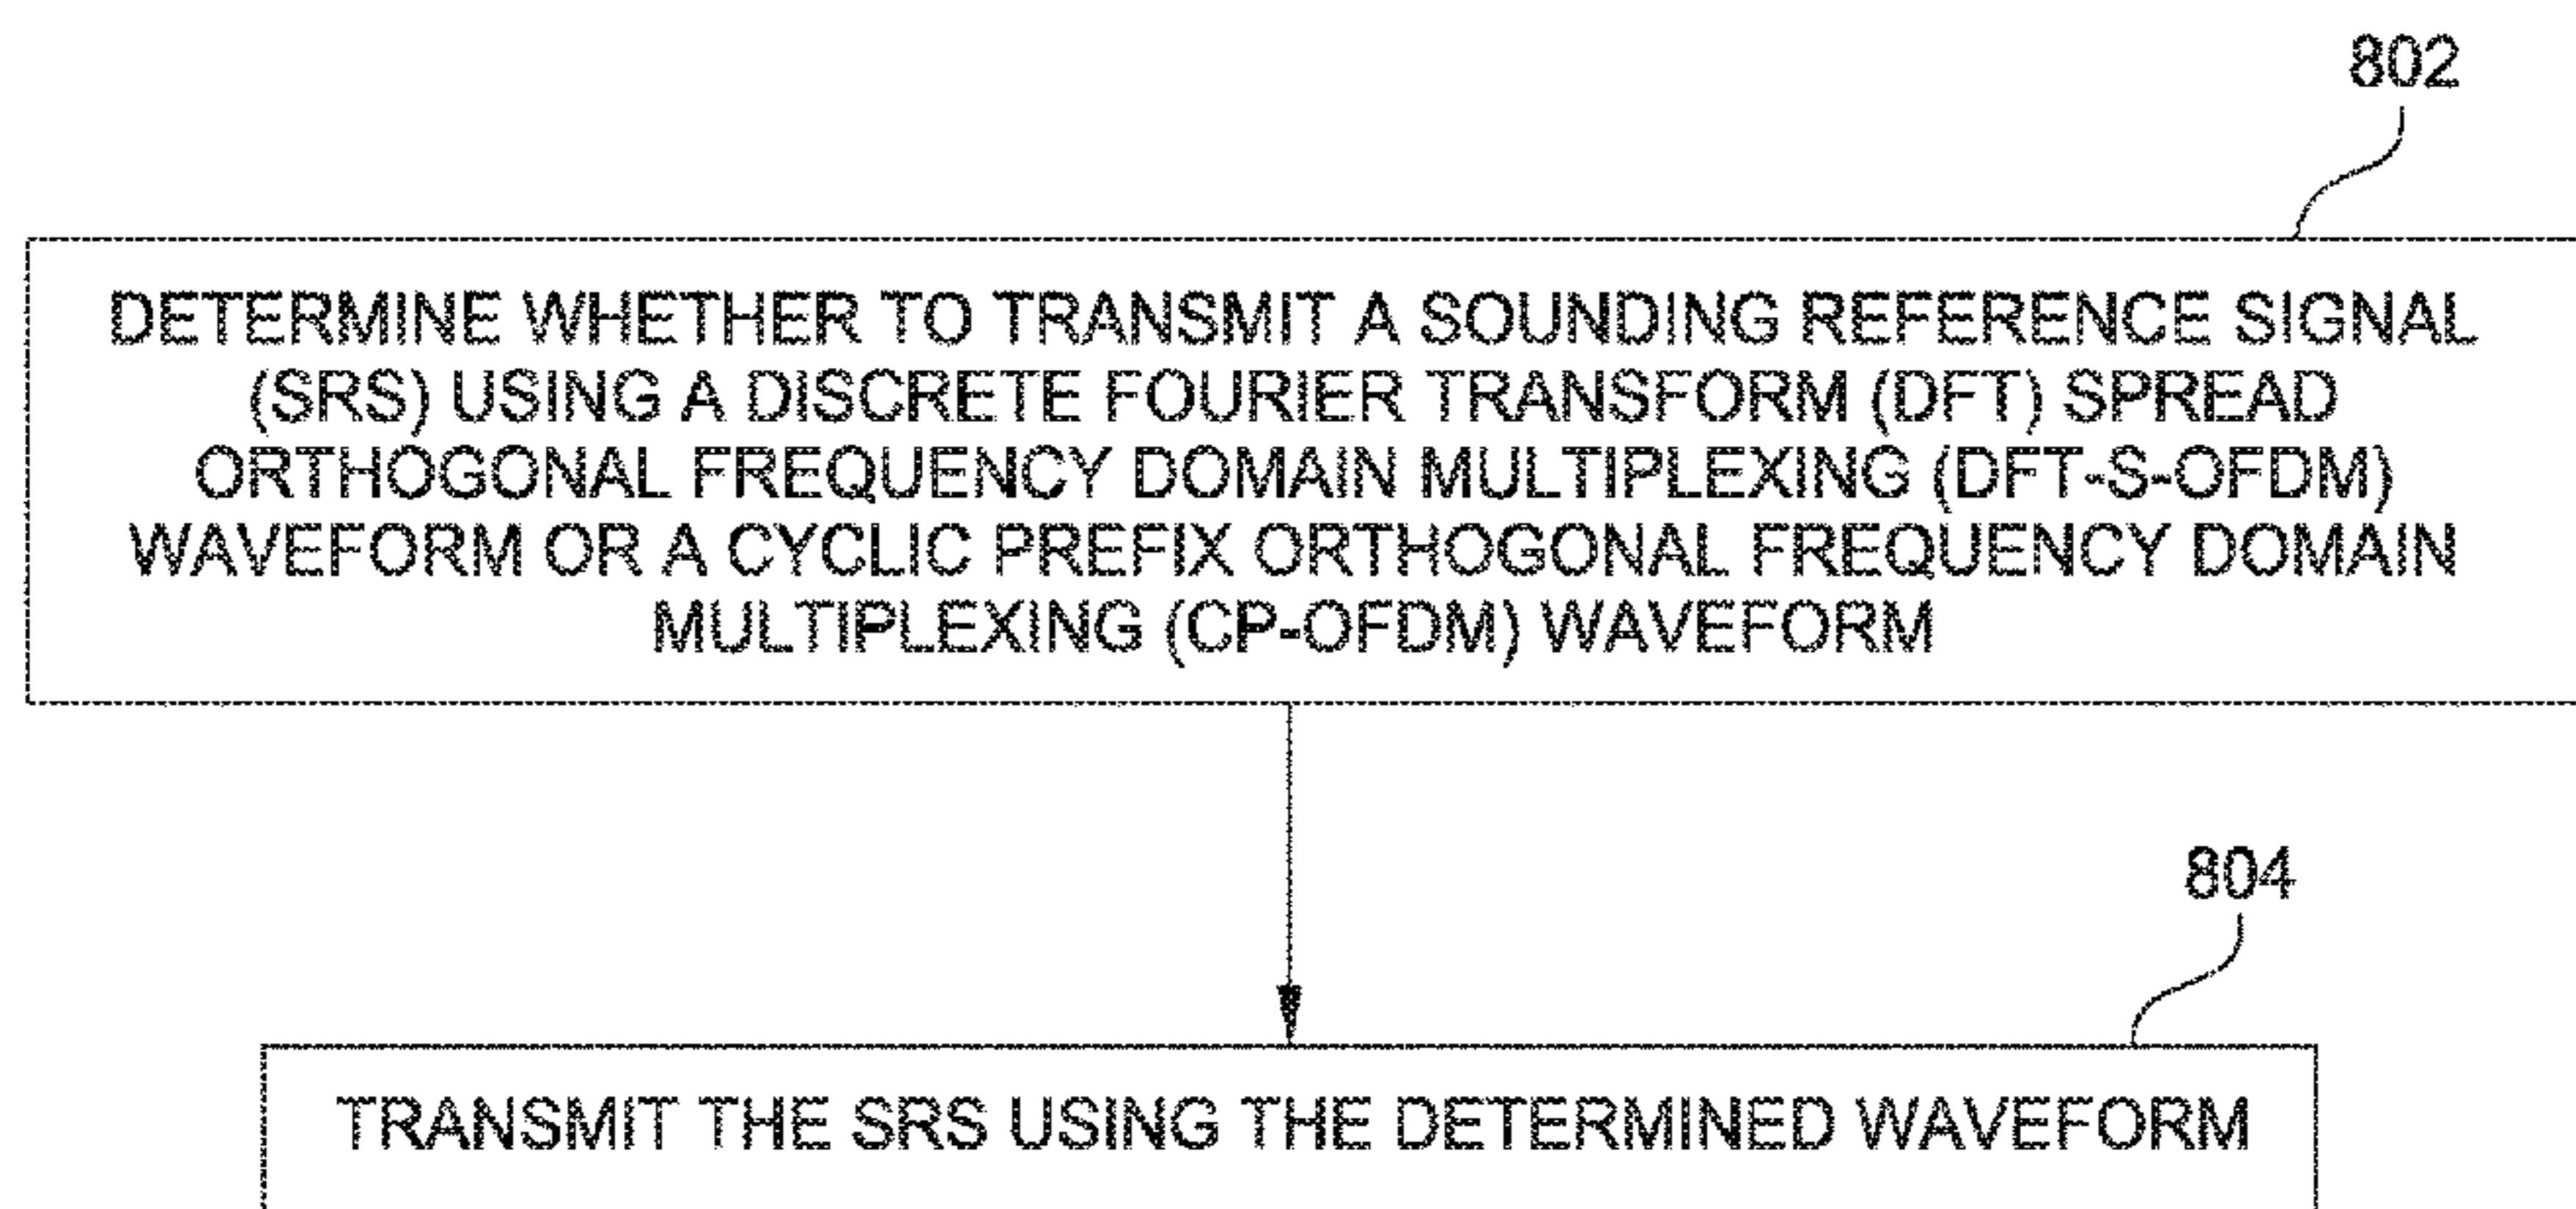 802
DETERMINE WHETHER TO TRANSMIT A SOUNDING REFERENCE SIGNAL
(SRS) USING A DISCRETE FOURIER TRANSFORM (DFT) SPREAD
ORTHOGONAL FREQUENCY DOMAIN MULTIPLEXING (DFT-S-OFDM)
WAVEFORM OR A CYCLIC PREFIX ORTHOGONAL FREQUENCY DOMAIN
MULTIPLEXING (CP-OFDM) WAVEFORM
804
TRANSMIT THE SRS USING THE DETERMINED WAVEFORM